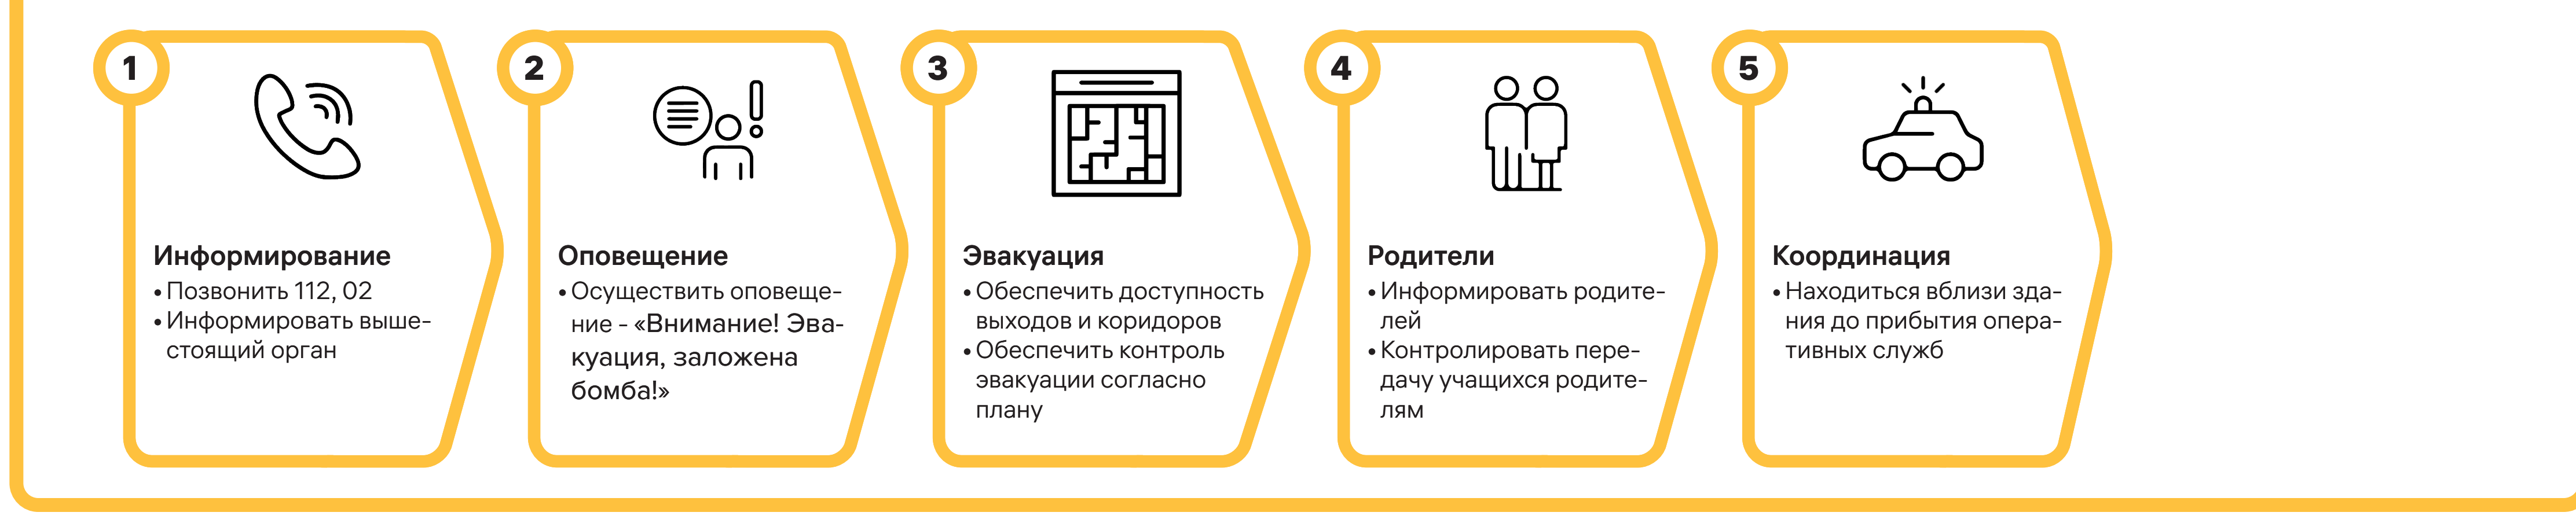 1
Информирование
• Позвонить 112, 02
• Информировать выше-
стоящий орган
2
Оповещение
• Осуществить оповеще-
ние - «Внимание! Эва-
куация, заложена
бомба!»
3
Эвакуация
• Обеспечить доступность
выходов и коридоров
• Обеспечить контроль
эвакуации согласно
плану
4
Родители
• Информировать родите-
лей
• Контролировать пере-
дачу учащихся родите-
лям
5
Координация
• Находиться вблизи зда-
ния до прибытия опера-
тивных служб